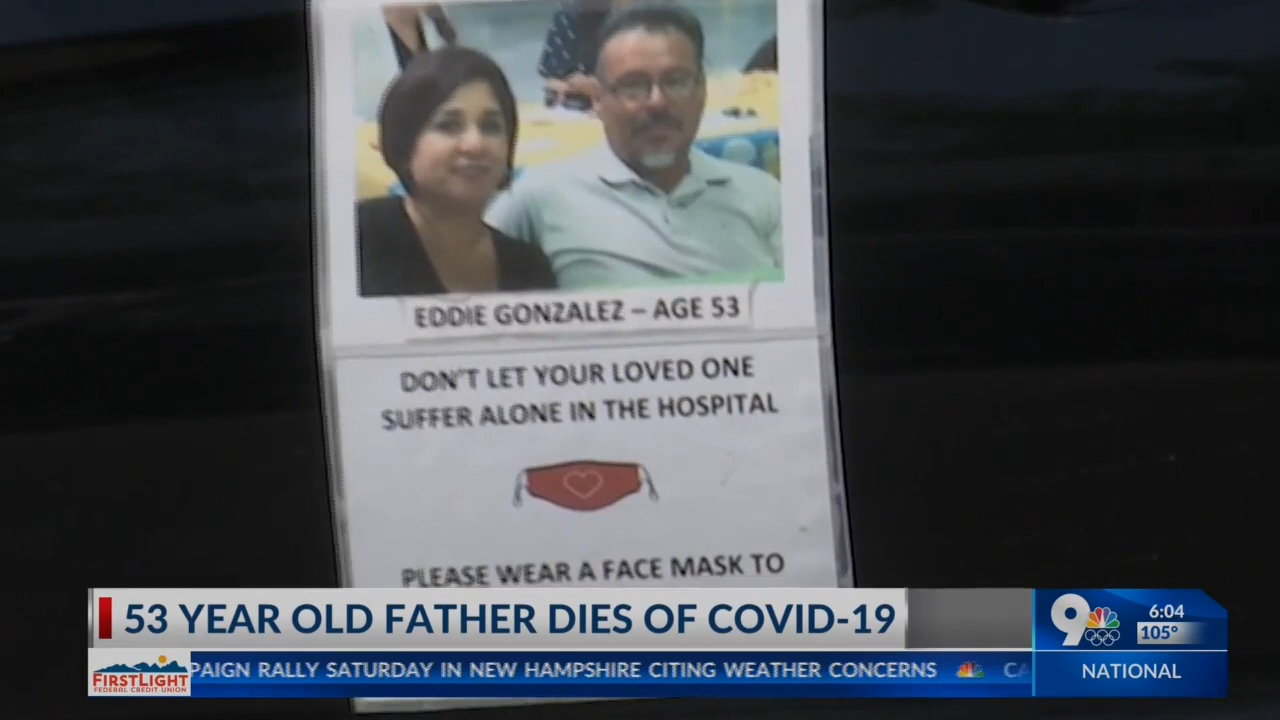 EDDIE GONZALEZ – AGE 53
DON'T LET YOUR LOVED ONE
SUFFER ALONE IN THE HOSPITAL
PLEASE WEAR A FACE MASK TO
53 YEAR OLD FATHER DIES OF COVID-19
9
6:04
105°
FIRSTLIGHT
FEDERAL CREDIT UNION
PAIGN RALLY SATURDAY IN NEW HAMPSHIRE CITING WEATHER CONCERNS
CA
NATIONAL